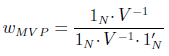 w_{MVP} = \frac{1_N \cdot V^{-1}}{1_N \cdot V^{-1} \cdot 1'_N}